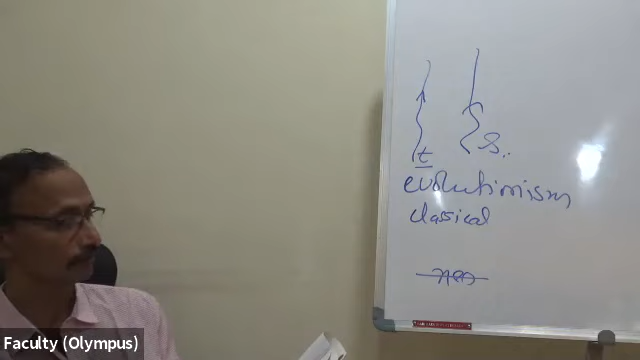 t S.
evolutionism
classical
Faculty (Olympus)